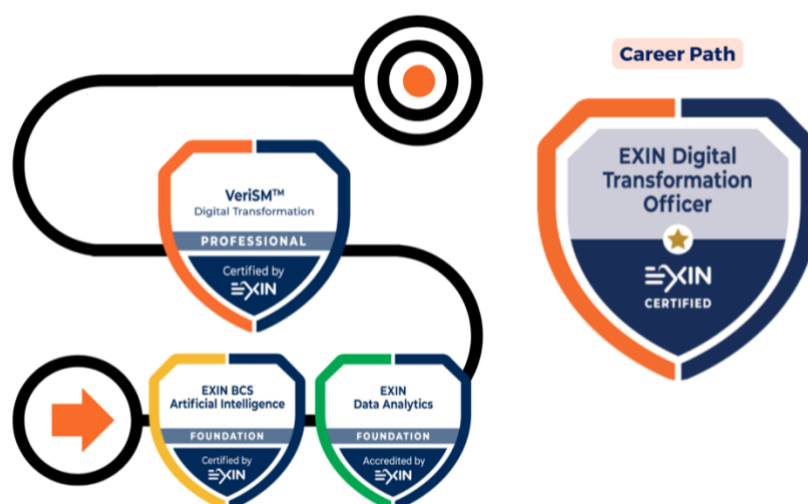 Career Path
EXIN Digital
Transformation
Officer
EXIN
CERTIFIED
VeriSM™
Digital Transformation
PROFESSIONAL
Certified by
EXIN
EXIN BCS
Artificial Intelligence
FOUNDATION
Certified by
EXIN
EXIN
Data Analytics
FOUNDATION
Accredited by
EXIN